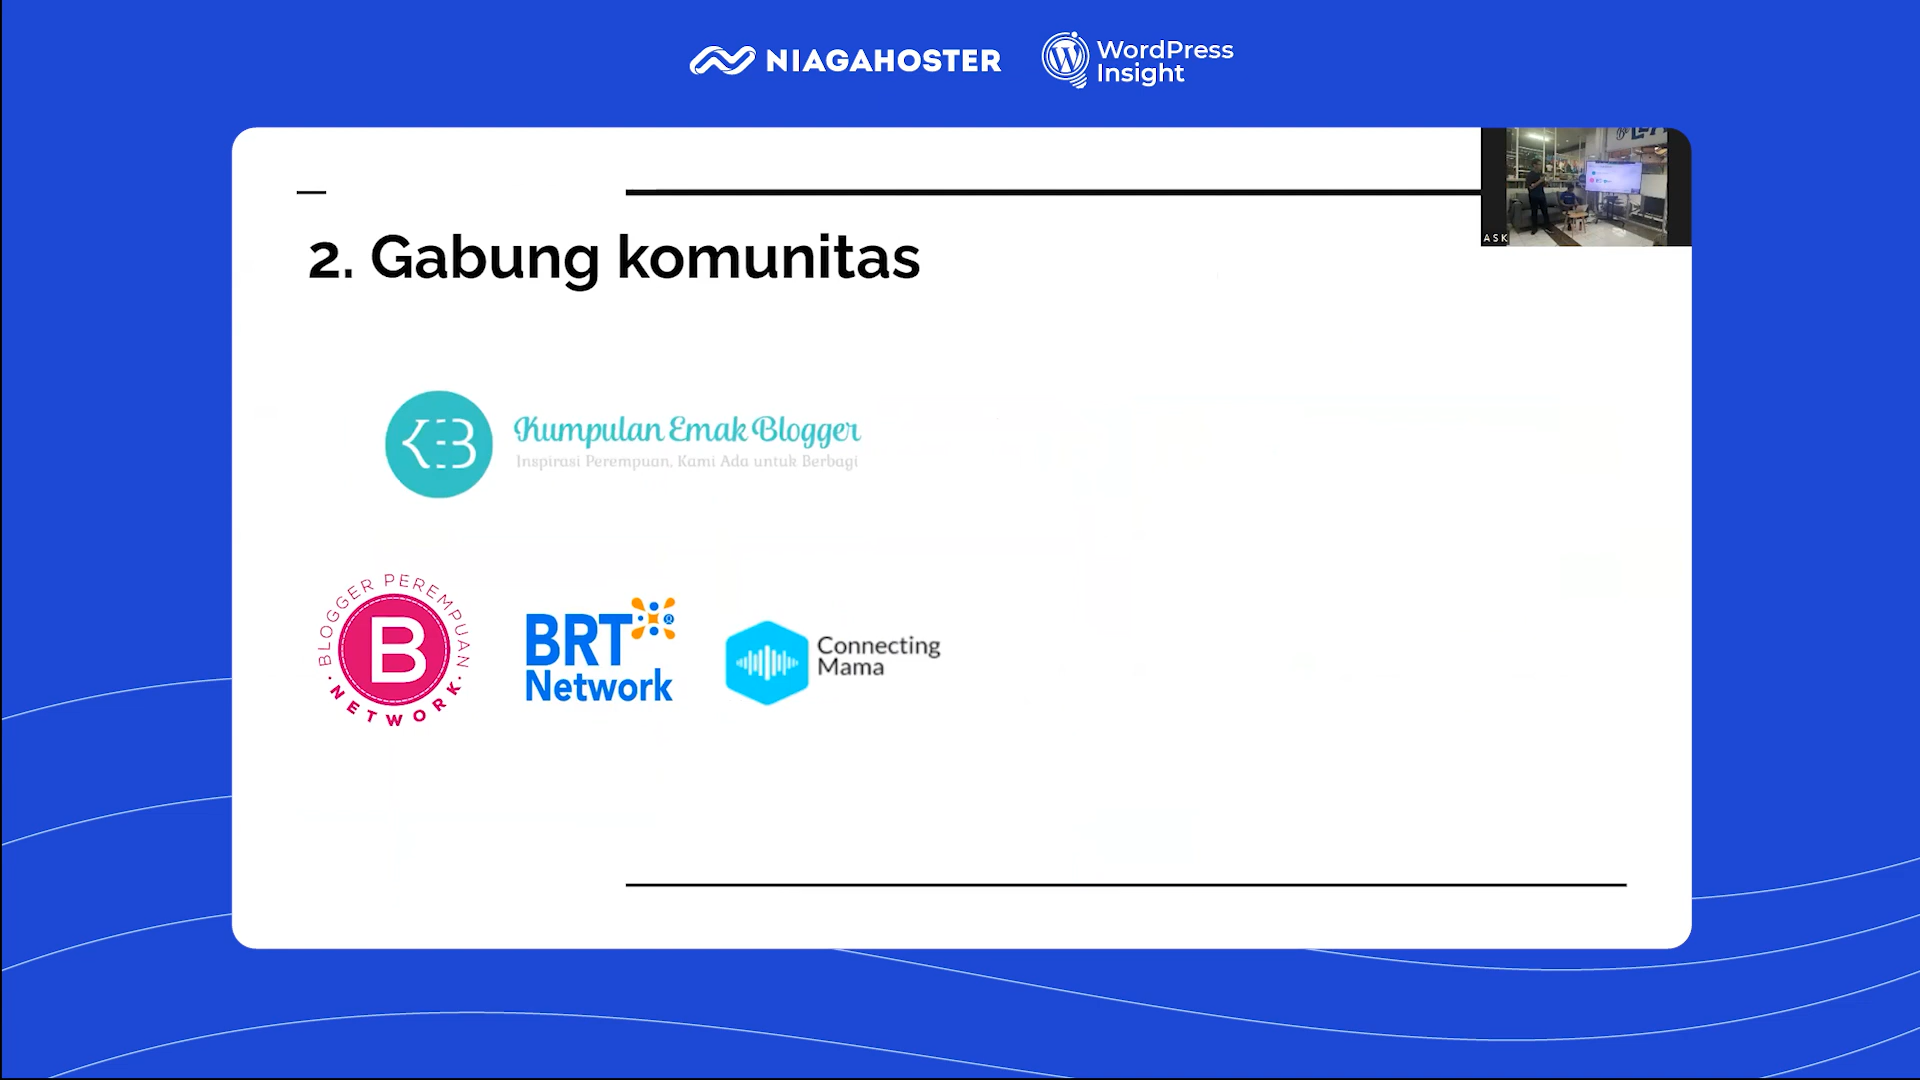 NIAGAHOSTER
WordPress
Insight
ASK
2. Gabung komunitas
KEB
Kumpulan Emak Blogger
Inspirasi Perempuan, Kami Ada untuk Berbagi
BLOGGER PEREMPUAN
B
NETWORK
BRT
Network
Connecting
Mama